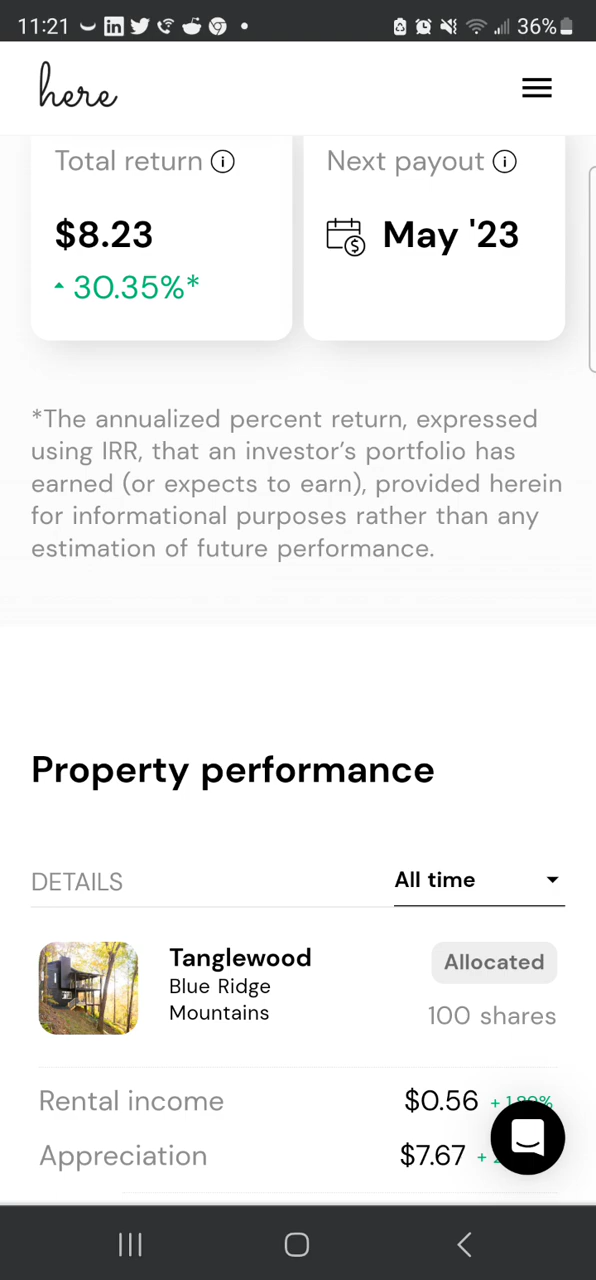 11:21
36%
here
Total return
Next payout
$8.23
May '23
30.35%*
*The annualized percent return, expressed
using IRR, that an investor's portfolio has
earned (or expects to earn), provided herein
for informational purposes rather than any
estimation of future performance.
Property performance
DETAILS
All time
Tanglewood
Allocated
Blue Ridge
Mountains
100 shares
Rental income
$0.56 +
Appreciation
$7.67 +